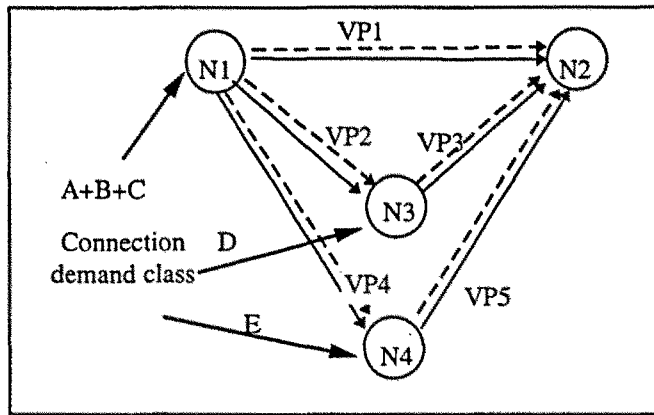 VP1
N1
N2
VP2
VP3
A+B+C
N3
Connection D
demand class
VP4
VP5
E
N4